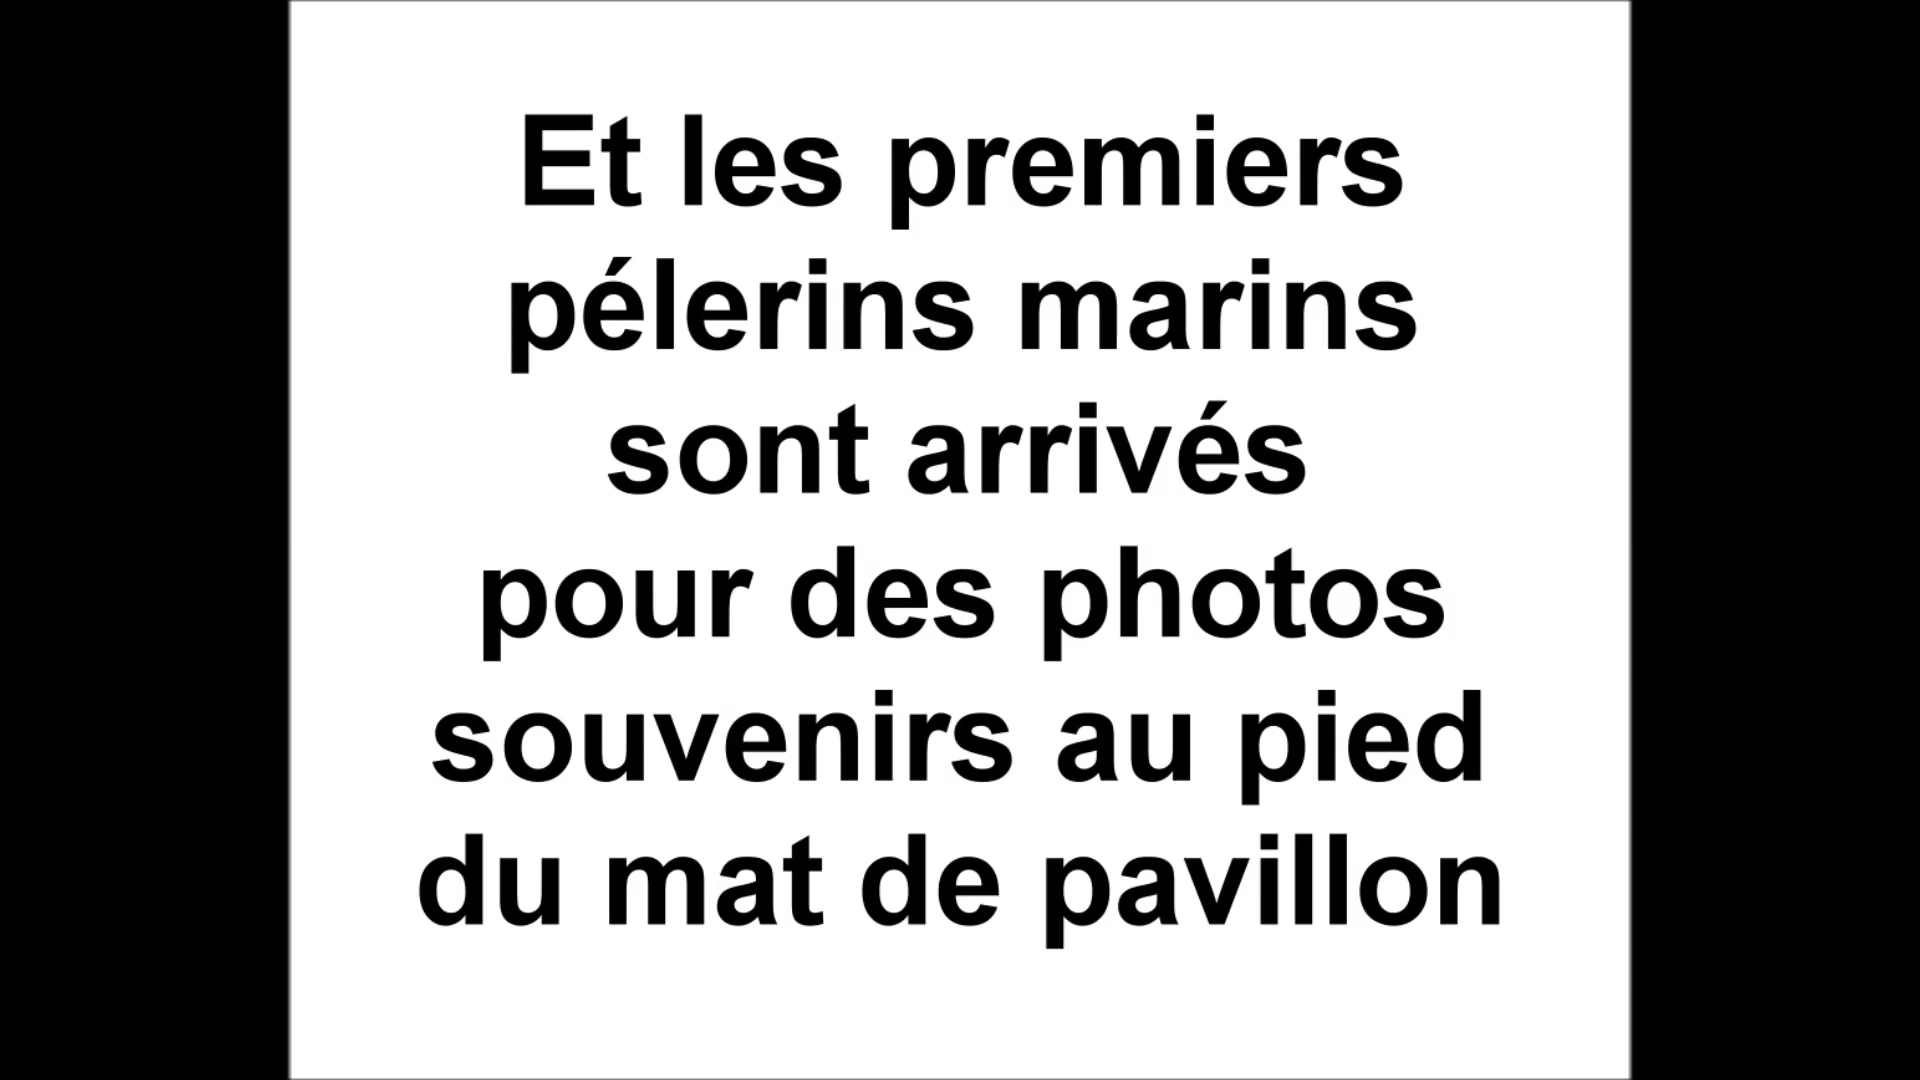 Et les premiers
pélerins marins
sont arrivés
pour des photos
souvenirs au pied
du mat de pavillon